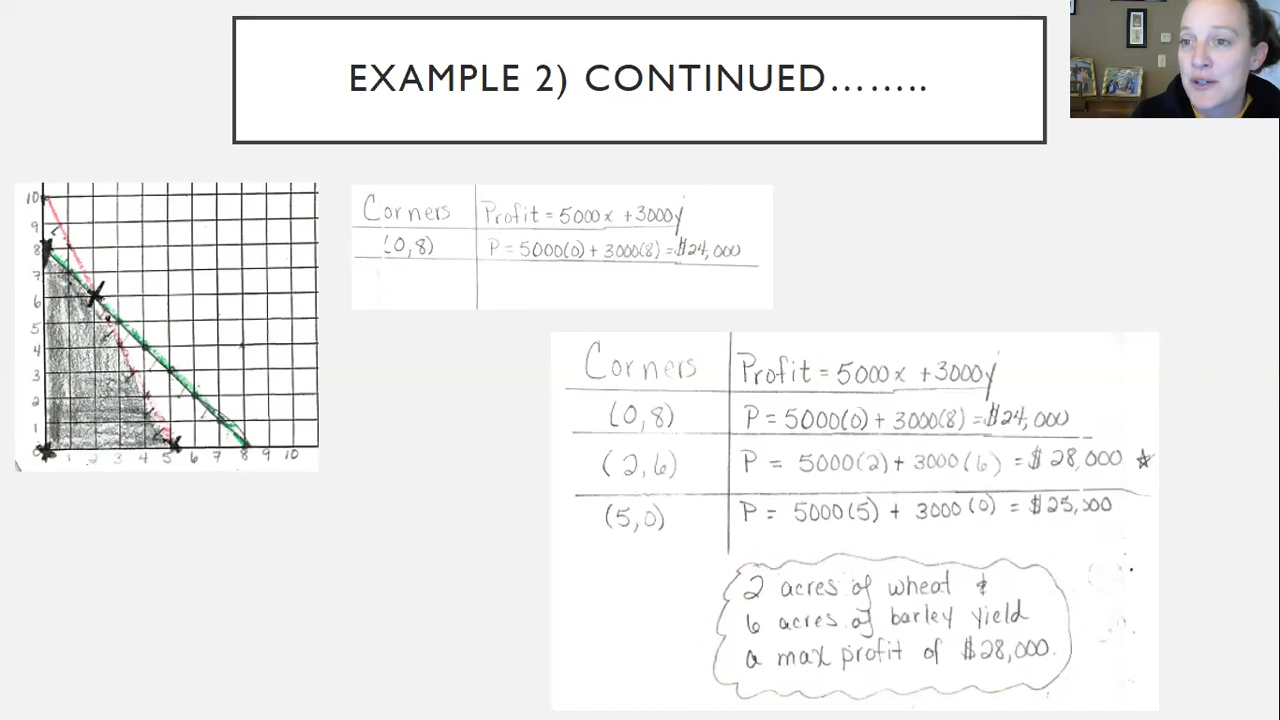 EXAMPLE 2) CONTINUED........
10
9
8
7
6
5
4
3
2
1
0 1 2 3 4 5 6 7 8 9 10
Corners Profit = 5000x + 3000y
(0,8) P = 5000(0) + 3000(8) = $24,000
Corners Profit = 5000x + 3000y
(0,8) P = 5000(0) + 3000(8) = $24,000
(2,6) P = 5000(2) + 3000(6) = $28,000 ☆
(5,0) P = 5000(5) + 3000(0) = $25,000
2 acres of wheat &
6 acres of barley yield
a max profit of $28,000.